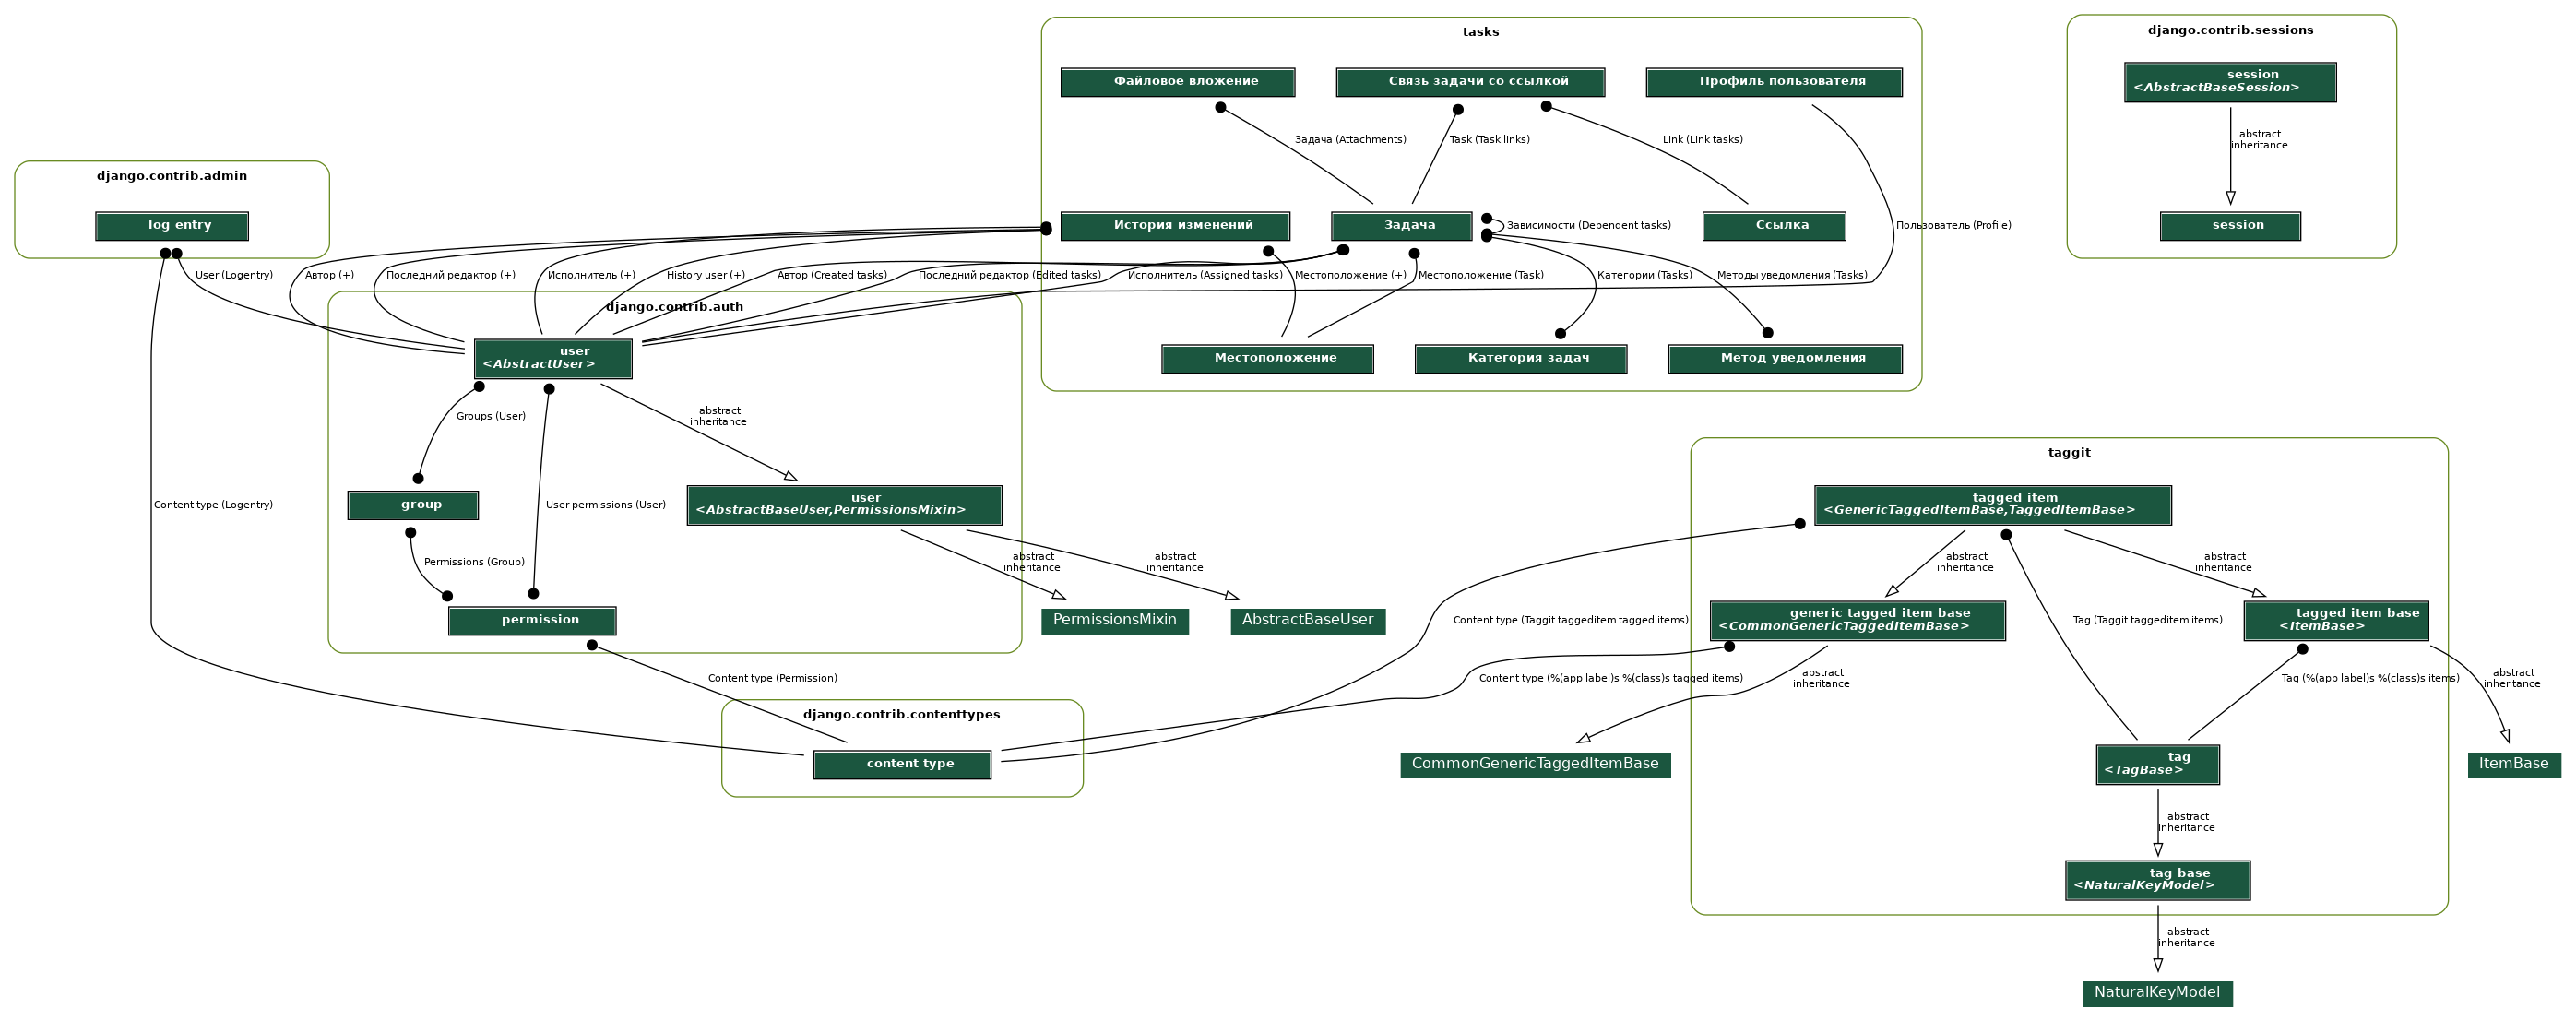 tasks
django.contrib.sessions
Файловое вложение
Связь задачи со ссылкой
Профиль пользователя
session
<AbstractBaseSession>
Задача (Attachments)
Task (Task links)
Link (Link tasks)
abstract
inheritance
django.contrib.admin
log entry
История изменений
Задача
Зависимости (Dependent tasks)
Ссылка
Пользователь (Profile)
session
User (Logentry)
Автор (+)
Последний редактор (+)
Исполнитель (+)
History user (+)
Автор (Created tasks)
Последний редактор (Edited tasks)
Исполнитель (Assigned tasks)
Местоположение (+)
Местоположение (Task)
Категории (Tasks)
Методы уведомления (Tasks)
django.contrib.auth
user
<AbstractUser>
Местоположение
Категория задач
Метод уведомления
Groups (User)
abstract
inheritance
taggit
Content type (Logentry)
group
User permissions (User)
user
<AbstractBaseUser,PermissionsMixin>
tagged item
<GenericTaggedItemBase,TaggedItemBase>
Permissions (Group)
abstract
inheritance
abstract
inheritance
abstract
inheritance
abstract
inheritance
permission
PermissionsMixin
AbstractBaseUser
Content type (Taggit taggeditem tagged items)
generic tagged item base
<CommonGenericTaggedItemBase>
Tag (Taggit taggeditem items)
tagged item base
<ItemBase>
Content type (Permission)
Content type (%(app label)s %(class)s tagged items)
abstract
inheritance
Tag (%(app label)s %(class)s items)
abstract
inheritance
django.contrib.contenttypes
content type
CommonGenericTaggedItemBase
tag
<TagBase>
ItemBase
abstract
inheritance
tag base
<NaturalKeyModel>
abstract
inheritance
NaturalKeyModel